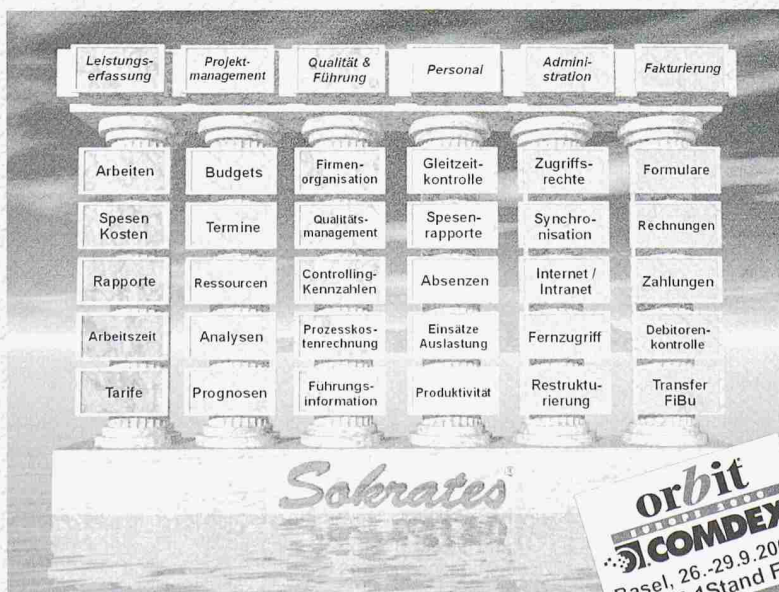 Leistungs-
erfassung
Projekt-
management
Qualität &
Führung
Personal
Admini-
stration
Fakturierung
Arbeiten
Budgets
Firmen-
organisation
Gleitzeit-
kontrolle
Zugriffs-
rechte
Formulare
Spesen
Kosten
Termine
Qualitäts-
management
Spesen-
rapporte
Synchro-
nisation
Rechnungen
Rapporte
Ressourcen
Controlling-
Kennzahlen
Absenzen
Internet /
Intranet
Zahlungen
Arbeitszeit
Analysen
Prozesskos-
tenrechnung
Einsätze
Auslastung
Fernzugriff
Debitoren-
kontrolle
Tarife
Prognosen
Fuhrungs-
information
Produktivität
Restruktu-
rierung
Transfer
FiBu
Sokrates®
orbit
COMDEX
Basel, 26.-29.9.20
Stand